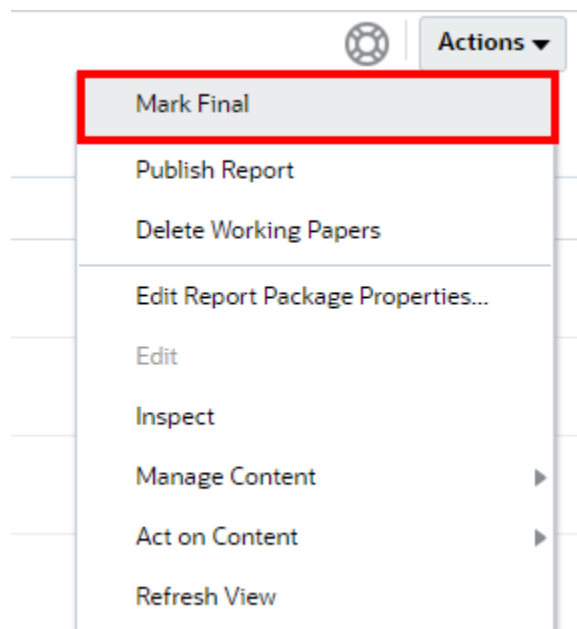 Actions
Mark Final
Publish Report
Delete Working Papers
Edit Report Package Properties...
Edit
Inspect
Manage Content
Act on Content
Refresh View